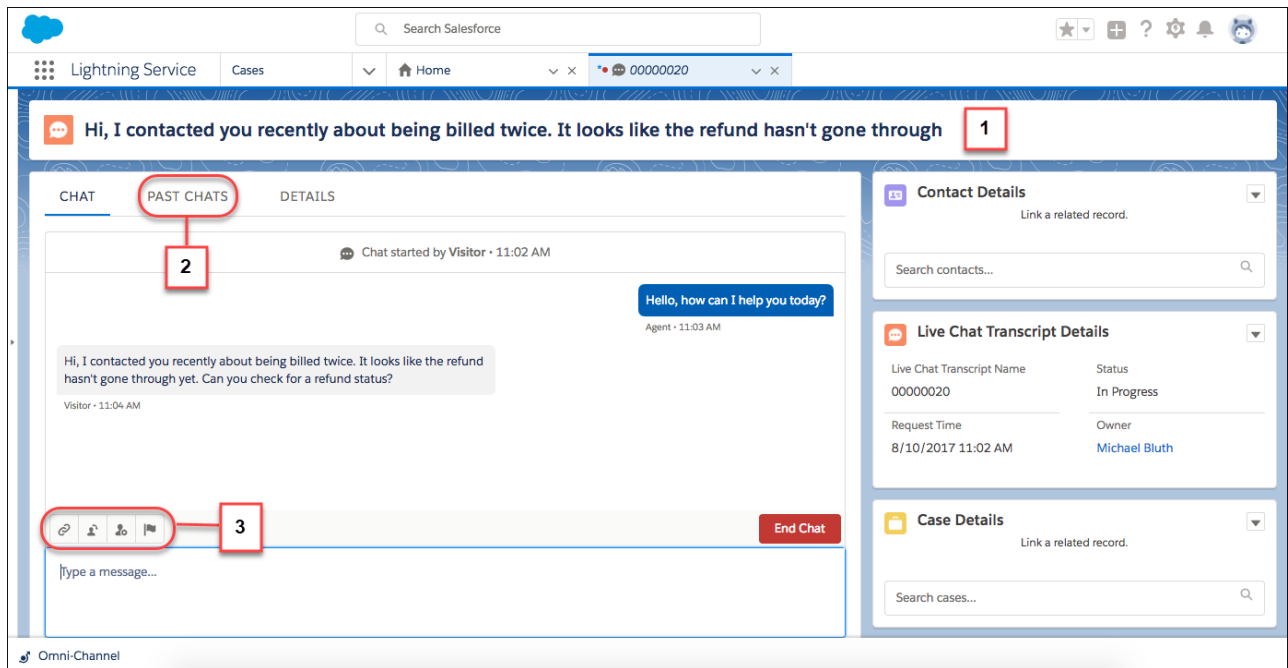 Search Salesforce
Lightning Service
Cases
Home
00000020
Hi, I contacted you recently about being billed twice. It looks like the refund hasn't gone through
1
CHAT
PAST CHATS
DETAILS
2
Chat started by Visitor • 11:02 AM
Hello, how can I help you today?
Agent • 11:03 AM
Hi, I contacted you recently about being billed twice. It looks like the refund
hasn't gone through yet. Can you check for a refund status?
Visitor • 11:04 AM
3
End Chat
Type a message...
Contact Details
Link a related record.
Search contacts...
Live Chat Transcript Details
Live Chat Transcript Name
Status
00000020
In Progress
Request Time
Owner
8/10/2017 11:02 AM
Michael Bluth
Case Details
Link a related record.
Search cases...
Omni-Channel